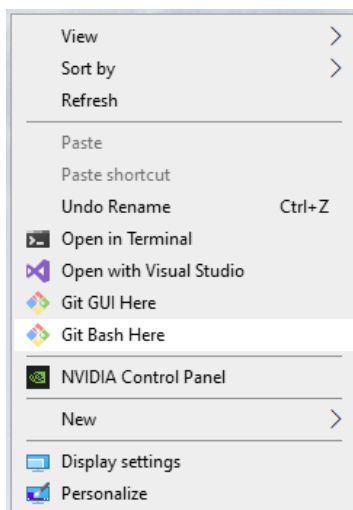 View
Sort by
Refresh
Paste
Paste shortcut
Undo Rename Ctrl+Z
Open in Terminal
Open with Visual Studio
Git GUI Here
Git Bash Here
NVIDIA Control Panel
New
Display settings
Personalize